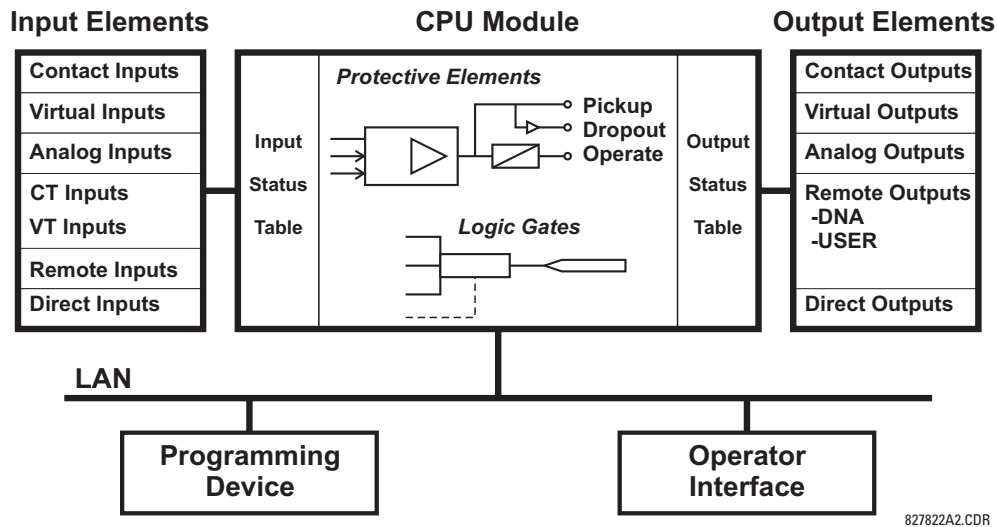 Input Elements
CPU Module
Output Elements
Contact Inputs
Virtual Inputs
Analog Inputs
CT Inputs
VT Inputs
Remote Inputs
Direct Inputs
Input
Status
Table
Protective Elements
Pickup
Dropout
Operate
Logic Gates
Output
Status
Table
Contact Outputs
Virtual Outputs
Analog Outputs
Remote Outputs
-DNA
-USER
Direct Outputs
LAN
Programming
Device
Operator
Interface
827822A2.CDR